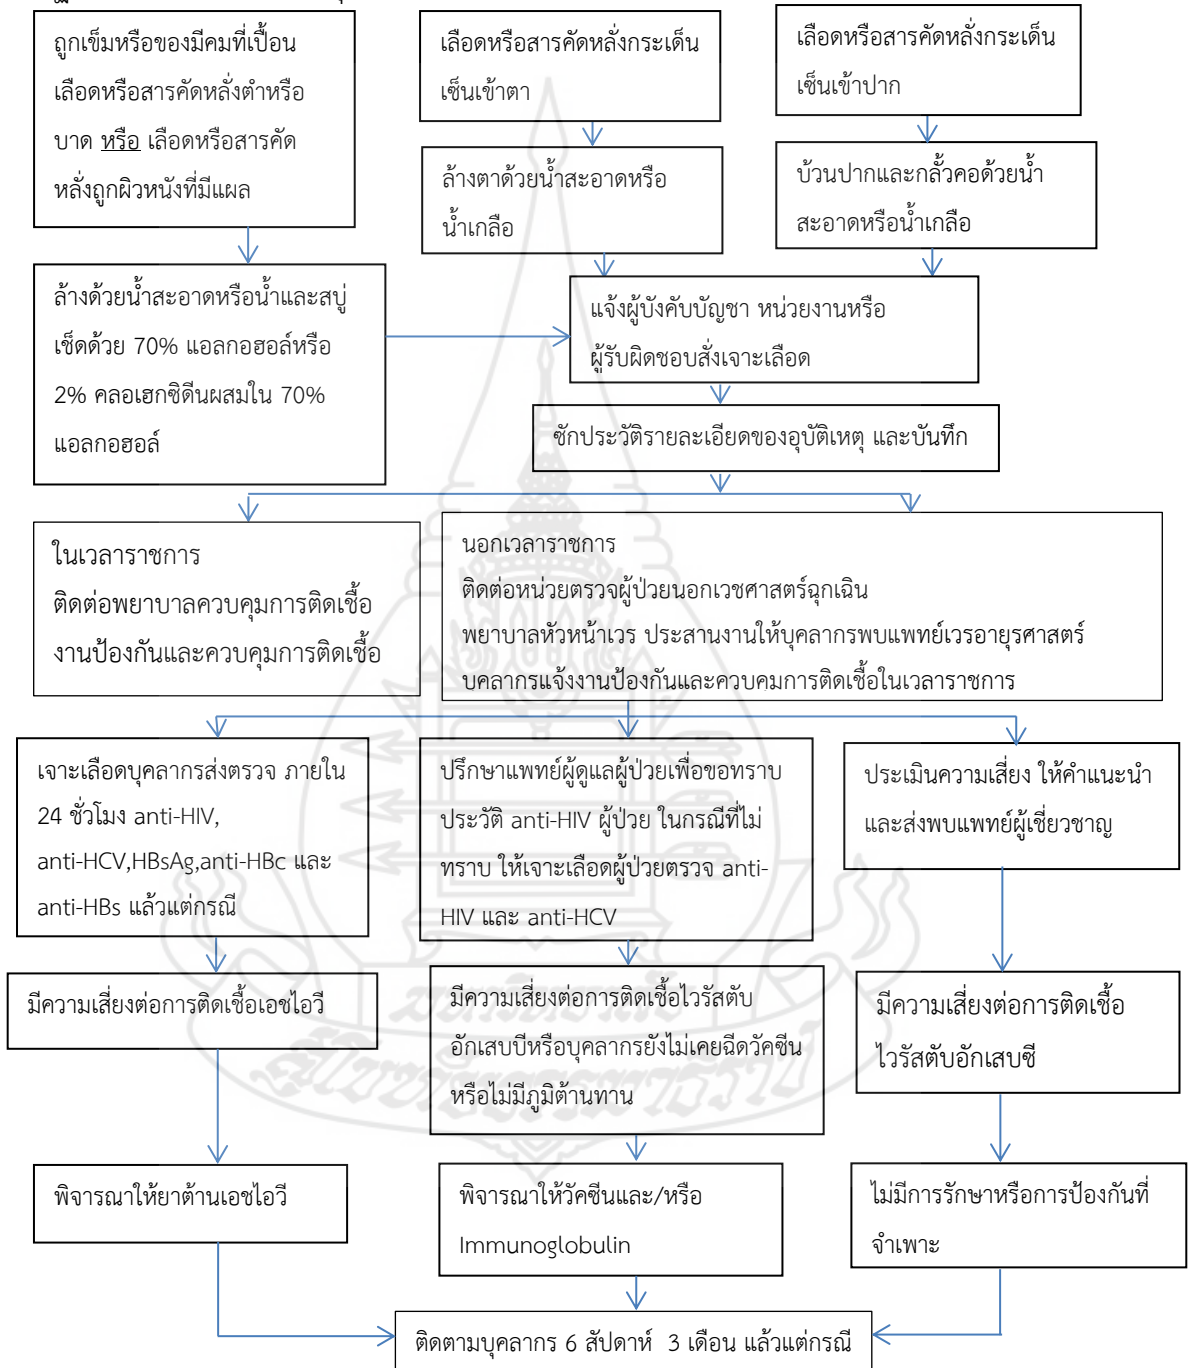 ถูกเข็มหรือของมีคมที่เปื้อน
เลือดหรือสารคัดหลั่งตำหรือ
บาด หรือ เลือดหรือสารคัด
หลั่งถูกผิวหนังที่มีแผล
เลือดหรือสารคัดหลั่งกระเด็น
เซ็นเข้าตา
เลือดหรือสารคัดหลั่งกระเด็น
เซ็นเข้าปาก
ล้างตาด้วยน้ำสะอาดหรือ
น้ำเกลือ
บ้วนปากและกลั้วคอด้วยน้ำ
สะอาดหรือน้ำเกลือ
ล้างด้วยน้ำสะอาดหรือน้ำและสบู่
เช็ดด้วย 70% แอลกอฮอล์หรือ
2% คลอเฮกซิดีนผสมใน 70%
แอลกอฮอล์
แจ้งผู้บังคับบัญชา หน่วยงานหรือ
ผู้รับผิดชอบสั่งเจาะเลือด
ซักประวัติรายละเอียดของอุบัติเหตุ และบันทึก
ในเวลาราชการ
ติดต่อพยาบาลควบคุมการติดเชื้อ
งานป้องกันและควบคุมการติดเชื้อ
นอกเวลาราชการ
ติดต่อหน่วยตรวจผู้ป่วยนอกเวชศาสตร์ฉุกเฉิน
พยาบาลหัวหน้าเวร ประสานงานให้บุคลากรพบแพทย์เวรอายุรศาสตร์
บุคลากรแจ้งงานป้องกันและควบคุมการติดเชื้อในเวลาราชการ
เจาะเลือดบุคลากรส่งตรวจ ภายใน
24 ชั่วโมง anti-HIV,
anti-HCV,HBsAg,anti-HBc และ
anti-HBs แล้วแต่กรณี
ปรึกษาแพทย์ผู้ดูแลผู้ป่วยเพื่อขอทราบ
ประวัติ anti-HIV ผู้ป่วย ในกรณีที่ไม่
ทราบ ให้เจาะเลือดผู้ป่วยตรวจ anti-
HIV และ anti-HCV
ประเมินความเสี่ยง ให้คำแนะนำ
และส่งพบแพทย์ผู้เชี่ยวชาญ
มีความเสี่ยงต่อการติดเชื้อเอชไอวี
มีความเสี่ยงต่อการติดเชื้อไวรัสตับ
อักเสบบีหรือบุคลากรยังไม่เคยฉีดวัคซีน
หรือไม่มีภูมิต้านทาน
มีความเสี่ยงต่อการติดเชื้อ
ไวรัสตับอักเสบซี
พิจารณาให้ยาต้านเอชไอวี
พิจารณาให้วัคซีนและ/หรือ
Immunoglobulin
ไม่มีการรักษาหรือการป้องกันที่
จำเพาะ
ติดตามบุคลากร 6 สัปดาห์ 3 เดือน แล้วแต่กรณี